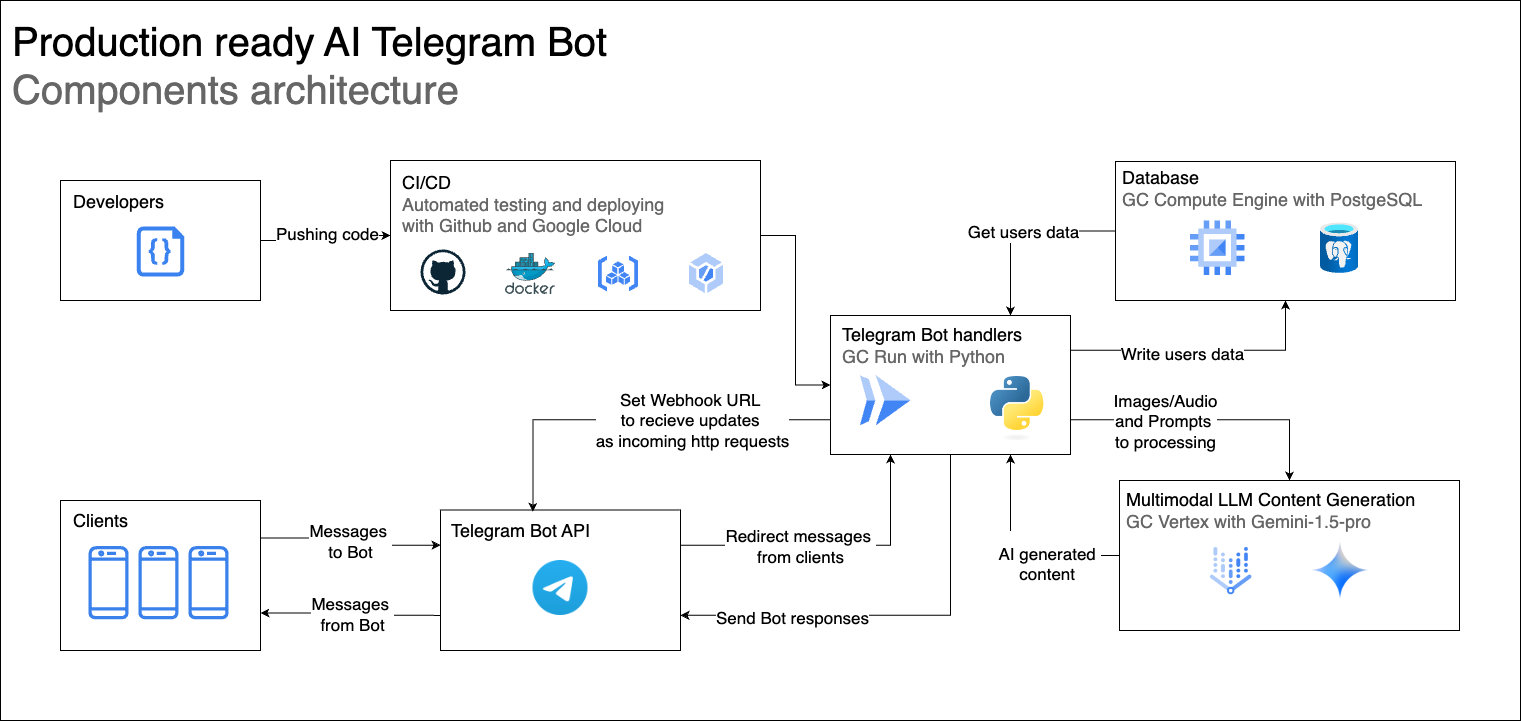 Production ready AI Telegram Bot
Components architecture
Developers
Pushing code
CI/CD
Automated testing and deploying
with Github and Google Cloud
docker
Database
GC Compute Engine with PostgeSQL
Get users data
Write users data
Telegram Bot handlers
GC Run with Python
Set Webhook URL
to recieve updates
as incoming http requests
Images/Audio
and Prompts
to processing
Multimodal LLM Content Generation
GC Vertex with Gemini-1.5-pro
AI generated
content
Clients
Messages
to Bot
Messages
from Bot
Telegram Bot API
Redirect messages
from clients
Send Bot responses